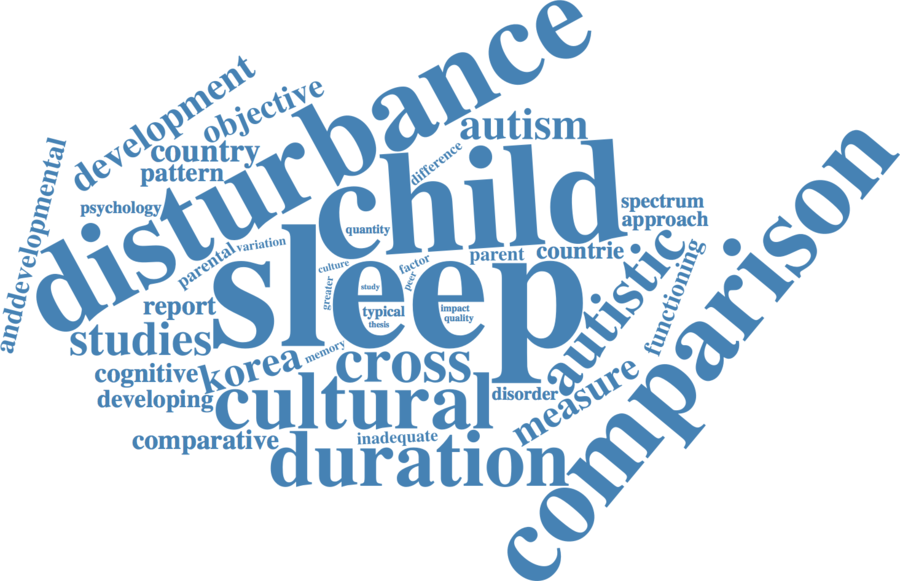 disturbance
development
objective
autism
country
difference
pattern
child
comparison
anddevelopmental
psychology
spectrum
approach
quantity
variation
parental
countrie
parent
sleep
culture
factor
peer
greater
study
autistic
functioning
report
typical
thesis
impact
quality
studies
memory
cross
korea
cognitive
measure
disorder
developing
cultural
comparative
inadequate
duration